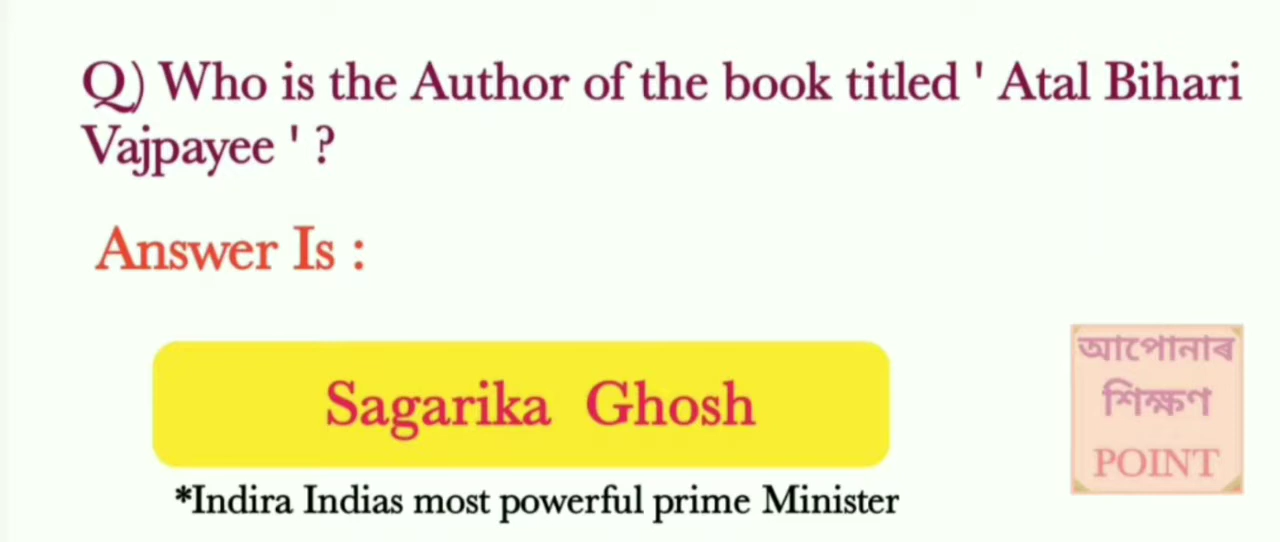 Q) Who is the Author of the book titled ' Atal Bihari
Vajpayee ' ?
Answer Is :
Sagarika Ghosh
*Indira Indias most powerful prime Minister
আপোনাৰ
শিক্ষণ
POINT